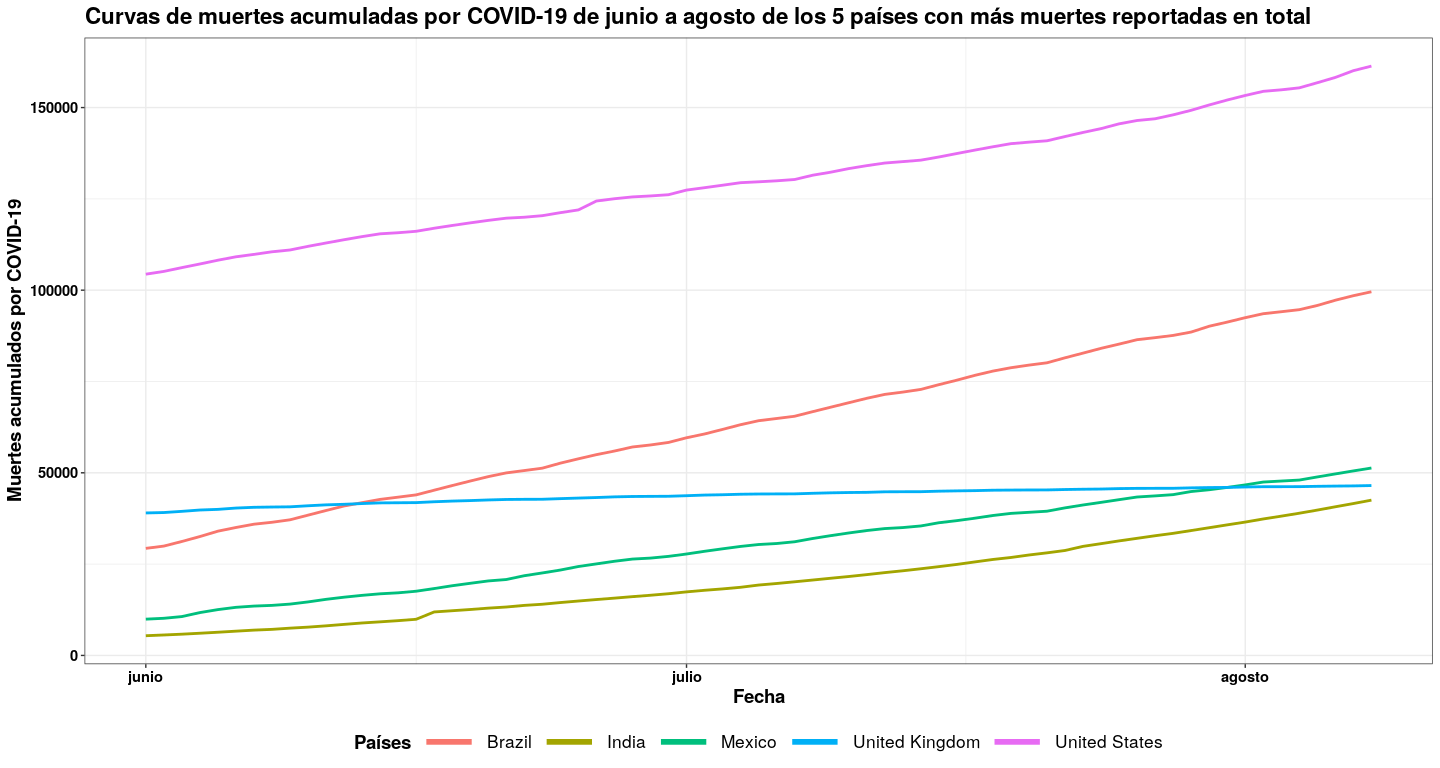 Curvas de muertes acumuladas por COVID-19 de junio a agosto de los 5 países con más muertes reportadas en total
Muertes acumulados por COVID-19
150000
100000
50000
0
junio
julio
agosto
Fecha
Países
Brazil
India
Mexico
United Kingdom
United States